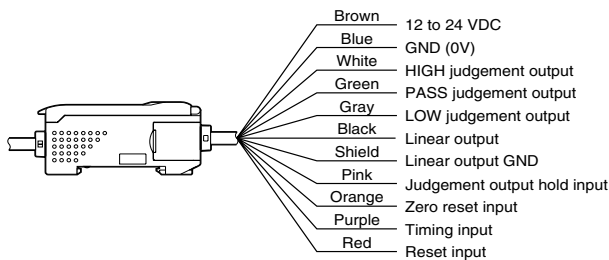 Brown 12 to 24 VDC
Blue GND (0V)
White HIGH judgement output
Green PASS judgement output
Gray LOW judgement output
Black Linear output
Shield Linear output GND
Pink Judgement output hold input
Orange Zero reset input
Purple Timing input
Red Reset input